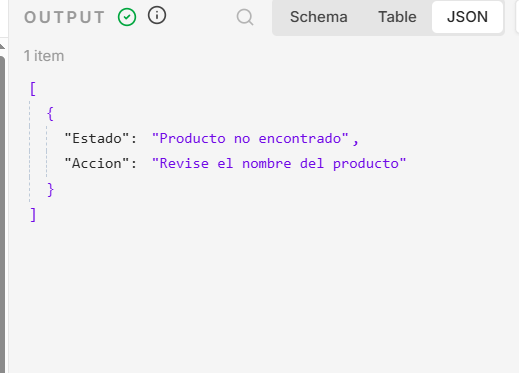 OUTPUT
Schema Table JSON
1 item
[
{
"Estado": "Producto no encontrado",
"Accion": "Revise el nombre del producto"
}
]